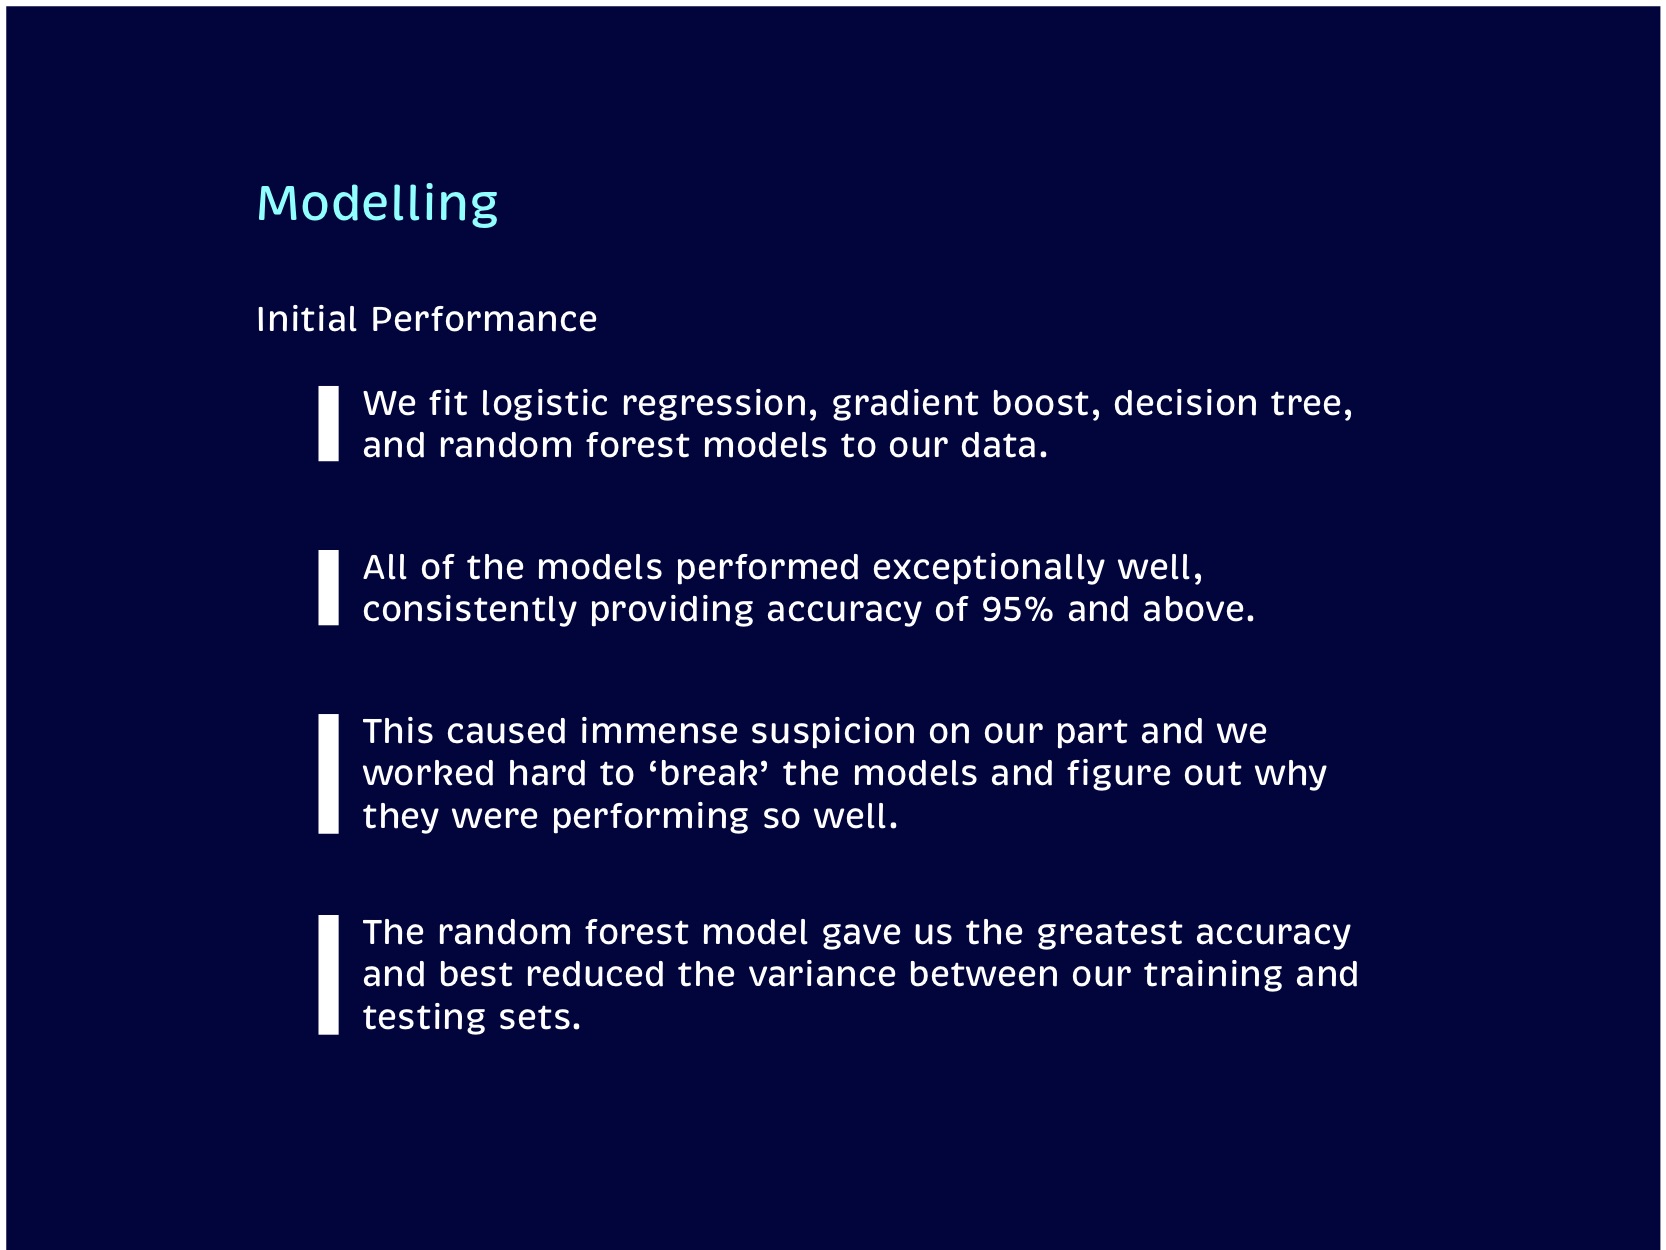 Modelling
Initial Performance
We fit logistic regression, gradient boost, decision tree,
and random forest models to our data.
All of the models performed exceptionally well,
consistently providing accuracy of 95% and above.
This caused immense suspicion on our part and we
worked hard to ‘break’ the models and figure out why
they were performing so well.
The random forest model gave us the greatest accuracy
and best reduced the variance between our training and
testing sets.